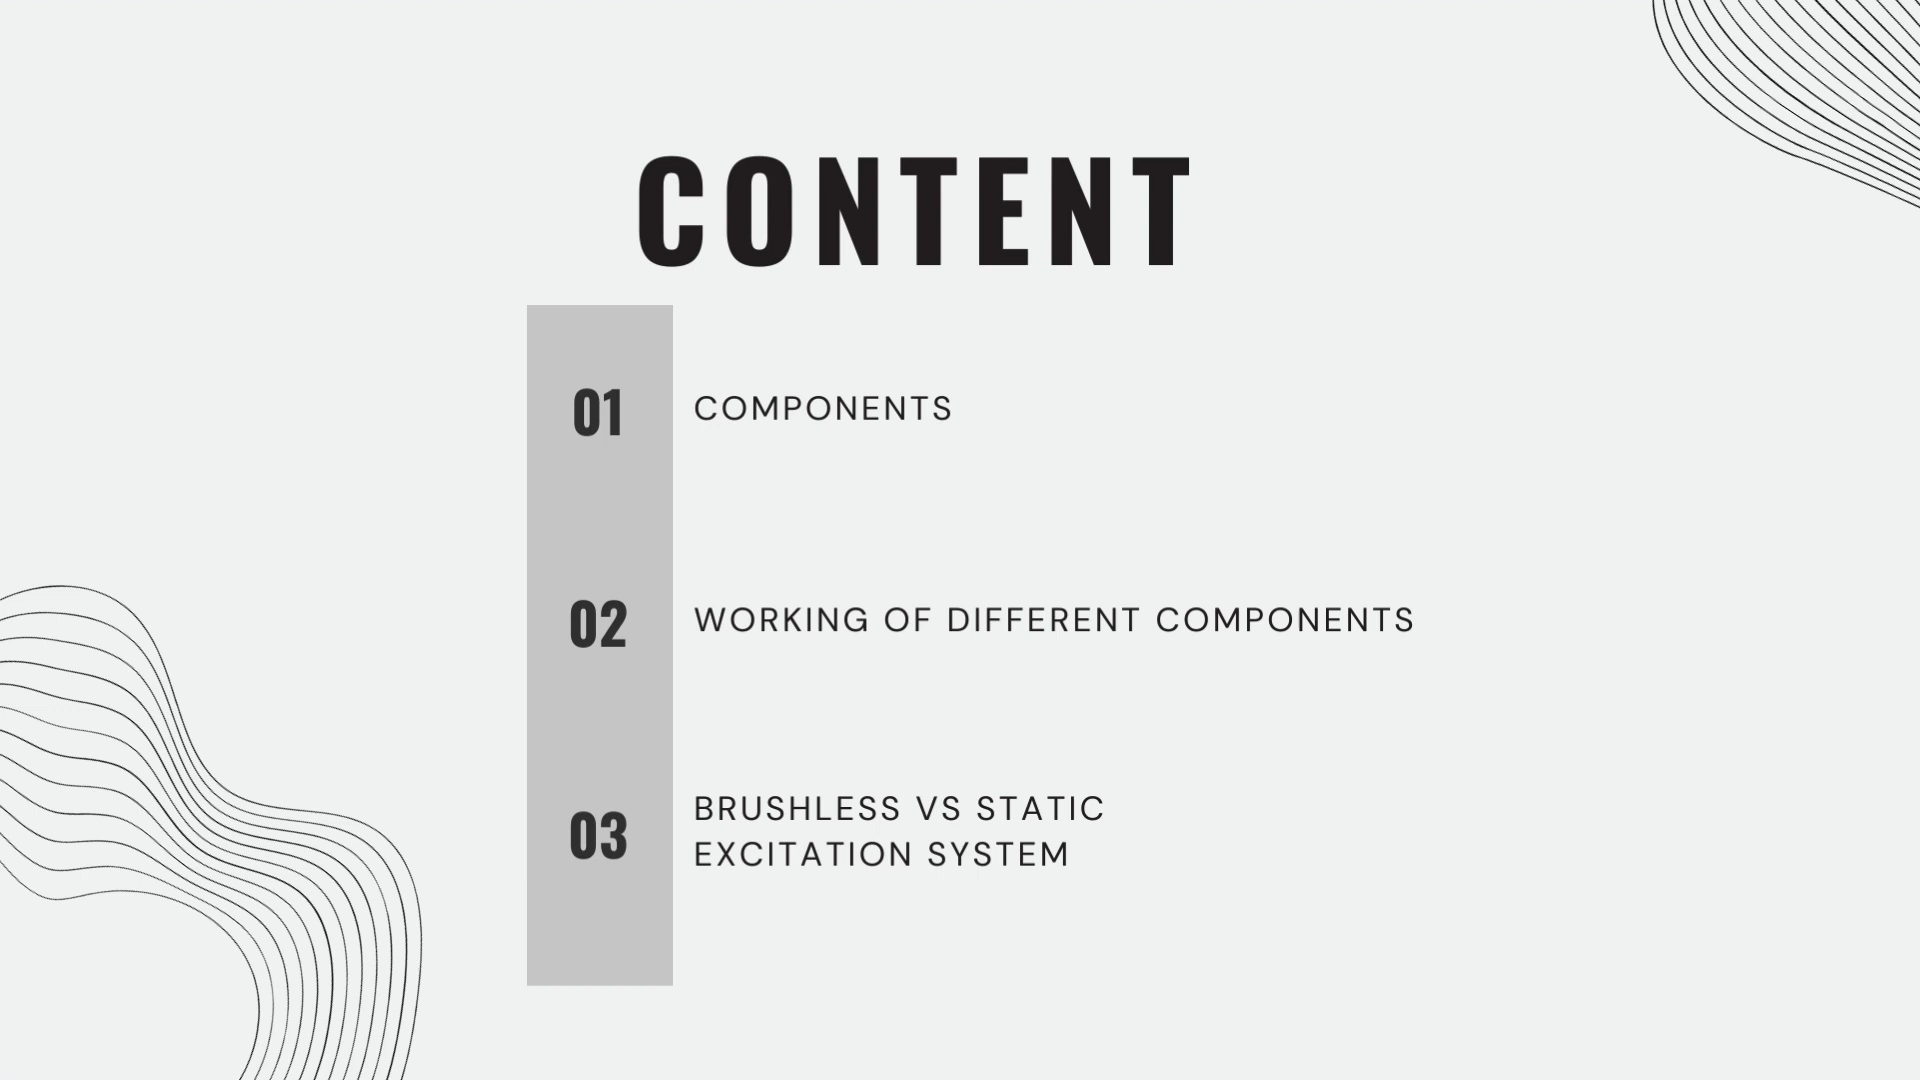 CONTENT
01 COMPONENTS
02 WORKING OF DIFFERENT COMPONENTS
03 BRUSHLESS VS STATIC
EXCITATION SYSTEM